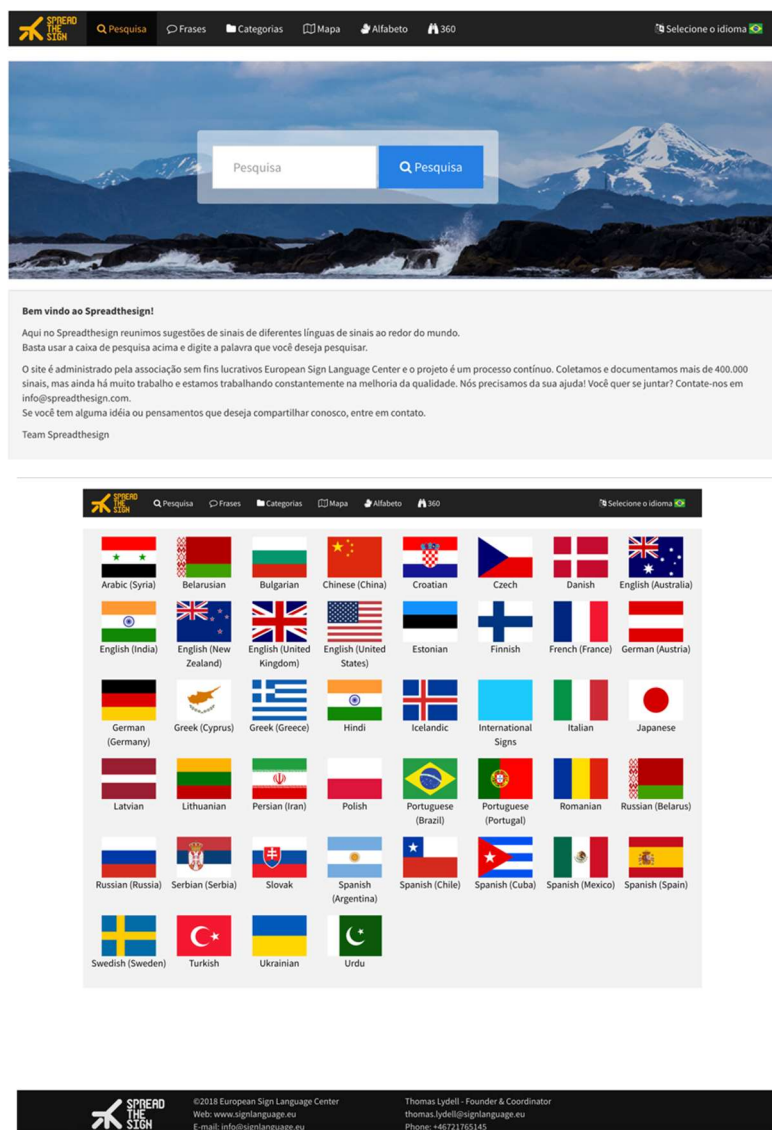 SPREAD
THE
SIGN
Pesquisa
Frases
Categorias
Mapa
Alfabeto
360
Selecione o idioma
Pesquisa
Pesquisa
Bem vindo ao Spreadthesign!
Aqui no Spreadthesign reunimos sugestões de sinais de diferentes línguas de sinais ao redor do mundo.
Basta usar a caixa de pesquisa acima e digite a palavra que você deseja pesquisar.
O site é administrado pela associação sem fins lucrativos European Sign Language Center e o projeto é um processo contínuo. Coletamos e documentamos mais de 400.000
sinais, mas ainda há muito trabalho e estamos trabalhando constantemente na melhoria da qualidade. Nós precisamos da sua ajuda! Você quer se juntar? Contate-nos em
info@spreadthesign.com.
Se você tem alguma idéia ou pensamentos que deseja compartilhar conosco, entre em contato.
Team Spreadthesign
SPREAD
THE
SIGN
Pesquisa
Frases
Categorias
Mapa
Alfabeto
360
Selecione o idioma
Arabic (Syria)
Belarusian
Bulgarian
Chinese (China)
Croatian
Czech
Danish
English (Australia)
English (India)
English (New
Zealand)
English (United
Kingdom)
English (United
States)
Estonian
Finnish
French (France)
German (Austria)
German
(Germany)
Greek (Cyprus)
Greek (Greece)
Hindi
Icelandic
International
Signs
Italian
Japanese
Latvian
Lithuanian
Persian (Iran)
Polish
Portuguese
(Brazil)
Portuguese
(Portugal)
Romanian
Russian (Belarus)
Russian (Russia)
Serbian (Serbia)
Slovak
Spanish
(Argentina)
Spanish (Chile)
Spanish (Cuba)
Spanish (Mexico)
Spanish (Spain)
Swedish (Sweden)
Turkish
Ukrainian
Urdu
SPREAD
THE
SIGN
©2018 European Sign Language Center
Web: www.signlanguage.eu
E-mail: info@signlanguage.eu
Thomas Lydell - Founder & Coordinator
thomas.lydell@signlanguage.eu
Phone: +46721765145